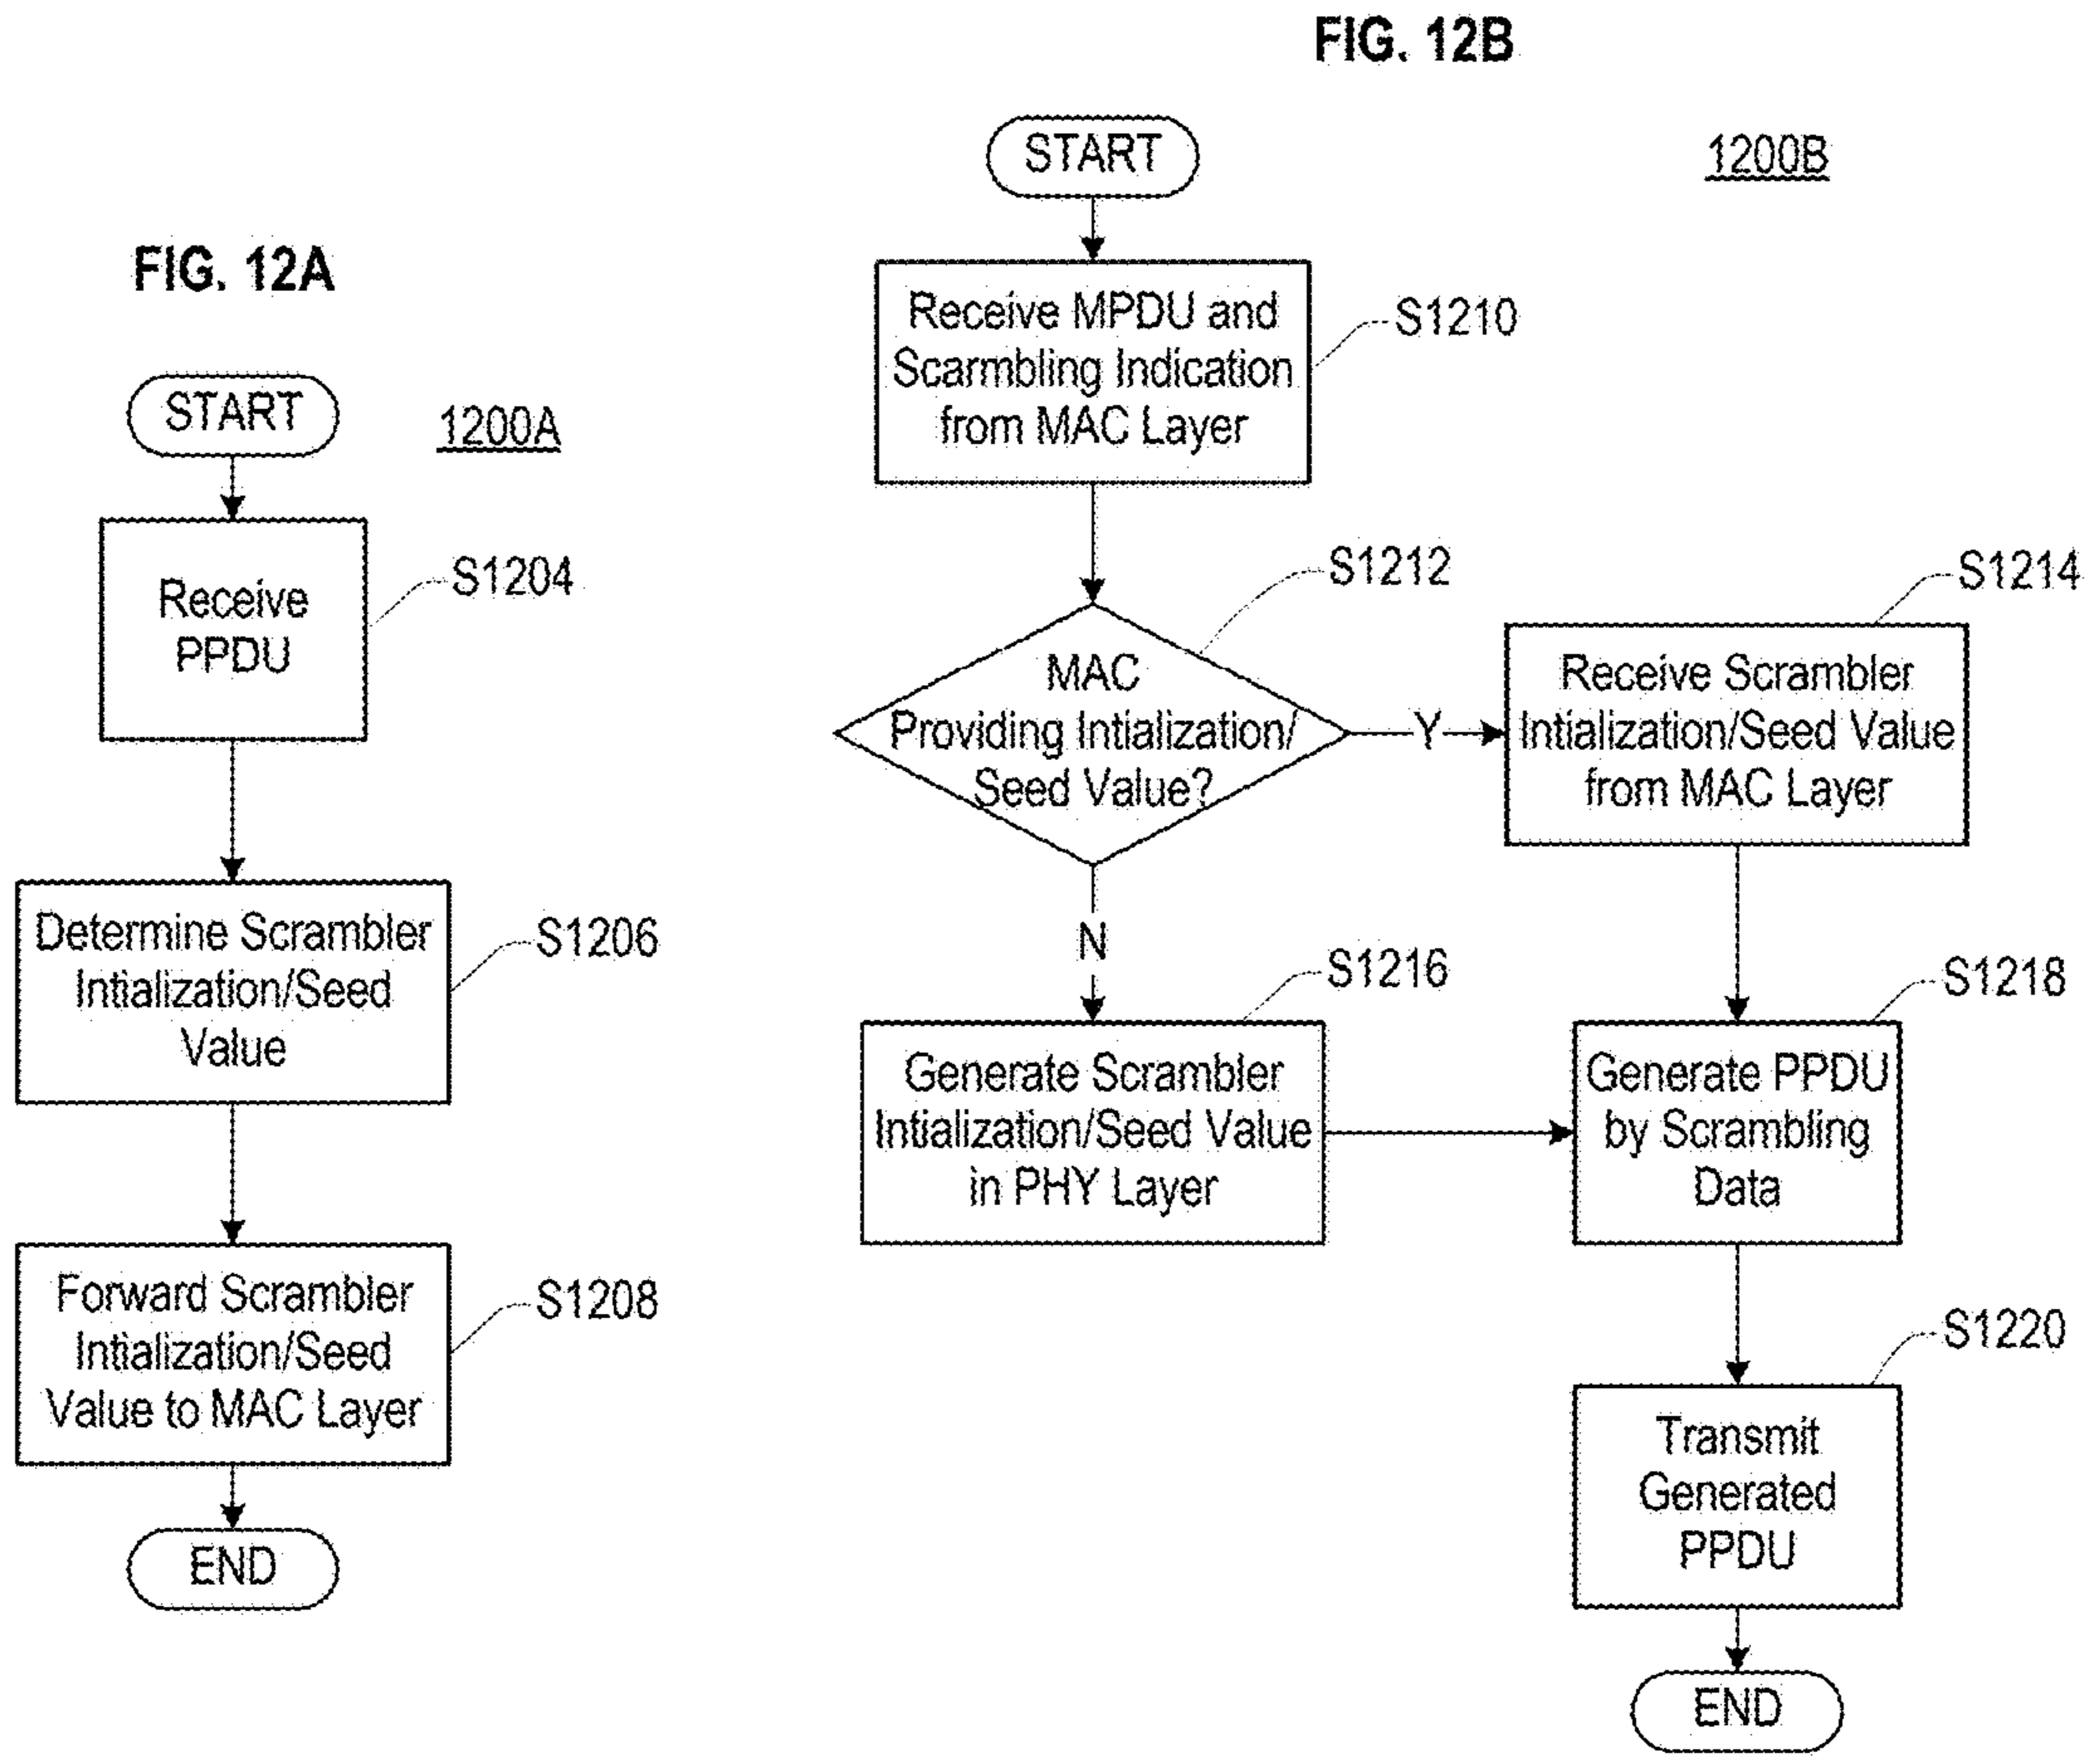 FIG. 12A
START
1200A
Receive
PPDU
S1204
Determine Scrambler
Intialization/Seed
Value
S1206
Forward Scrambler
Intialization/Seed
Value to MAC Layer
S1208
END
FIG. 12B
START
1200B
Receive MPDU and
Scarmbling Indication
from MAC Layer
S1210
MAC
Providing Intialization/
Seed Value?
S1212
Y
Receive Scrambler
Intialization/Seed Value
from MAC Layer
S1214
N
Generate Scrambler
Intialization/Seed Value
in PHY Layer
S1216
Generate PPDU
by Scrambling
Data
S1218
Transmit
Generated
PPDU
S1220
END